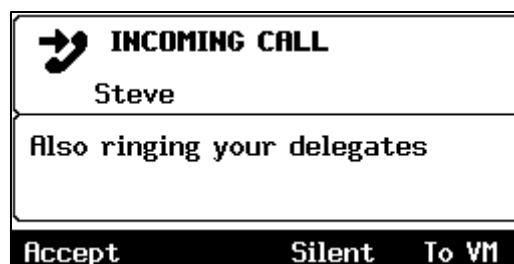 INCOMING CALL
Steve
Also ringing your delegates
Accept Silent To VM